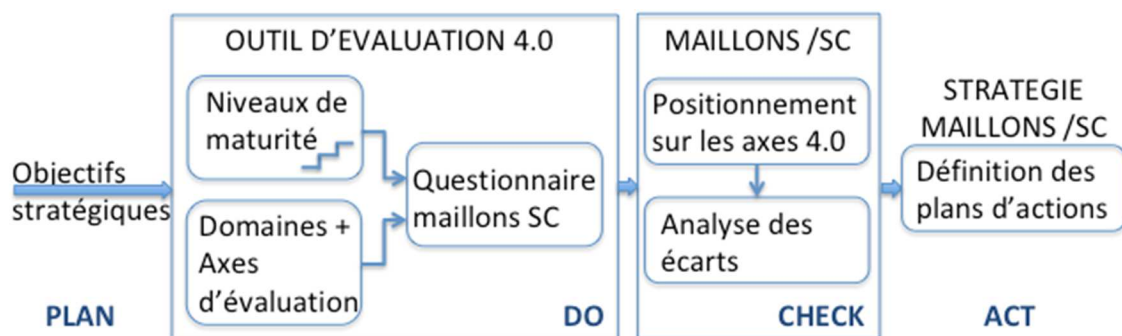 OUTIL D'EVALUATION 4.0
Niveaux de
maturité
Objectifs
stratégiques
Domaines +
Axes
d'évaluation
Questionnaire
maillons SC
MAILLONS /SC
Positionnement
sur les axes 4.0
Analyse des
écarts
STRATEGIE
MAILLONS /SC
Définition des
plans d'actions
PLAN
DO
CHECK
ACT